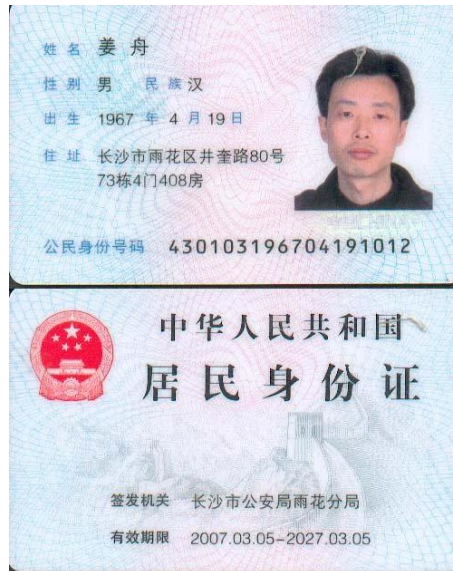 姓名 姜舟
性别 男 民族 汉
出生 1967 年 4 月 19 日
住址 长沙市雨花区井奎路80号
73栋4门408房
公民身份号码 430103196704191012
中华人民共和国
居民身份证
签发机关 长沙市公安局雨花分局
有效期限 2007.03.05-2027.03.05